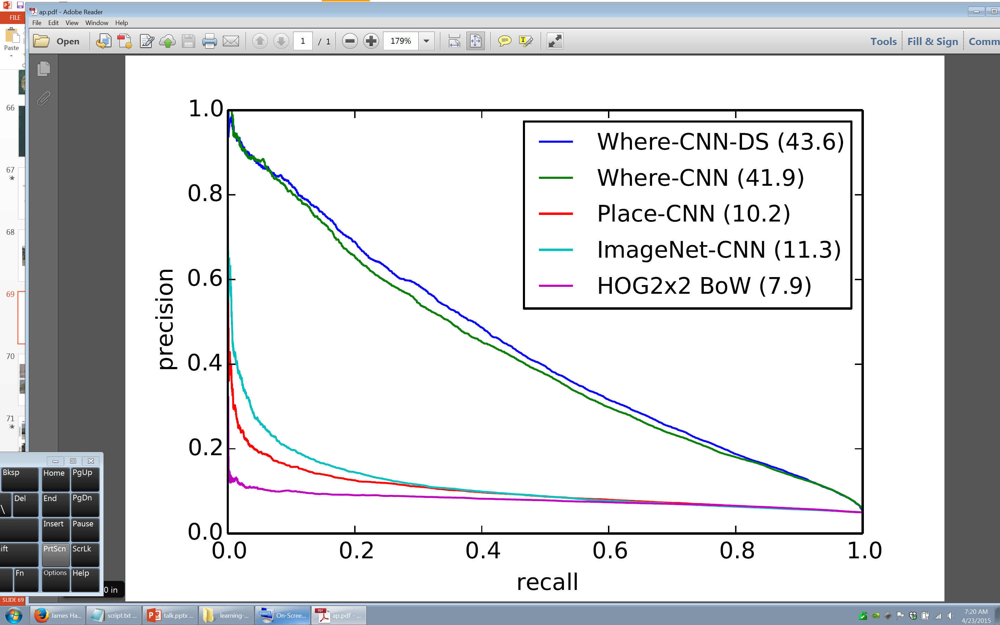 FILE
ap.pdf - Adobe Reader
File Edit View Window Help
Paste
Open
1 / 1
179%
Tools Fill & Sign Comm
66
67
68
69
70
71
1.0
0.8
0.6
0.4
0.2
0.0
precision
Where-CNN-DS (43.6)
Where-CNN (41.9)
Place-CNN (10.2)
ImageNet-CNN (11.3)
HOG2x2 BoW (7.9)
0.0 0.2 0.4 0.6 0.8 1.0
recall
Bksp Home PgUp
\ Del End PgDn
Insert Pause
ift PrtScn ScrLk
Fn Options Help
0 in
SLIDE 69
James Ha...
script.txt ...
talk.pptx ...
learning-...
On-Scree...
ap.pdf - ...
7:20 AM
4/23/2015